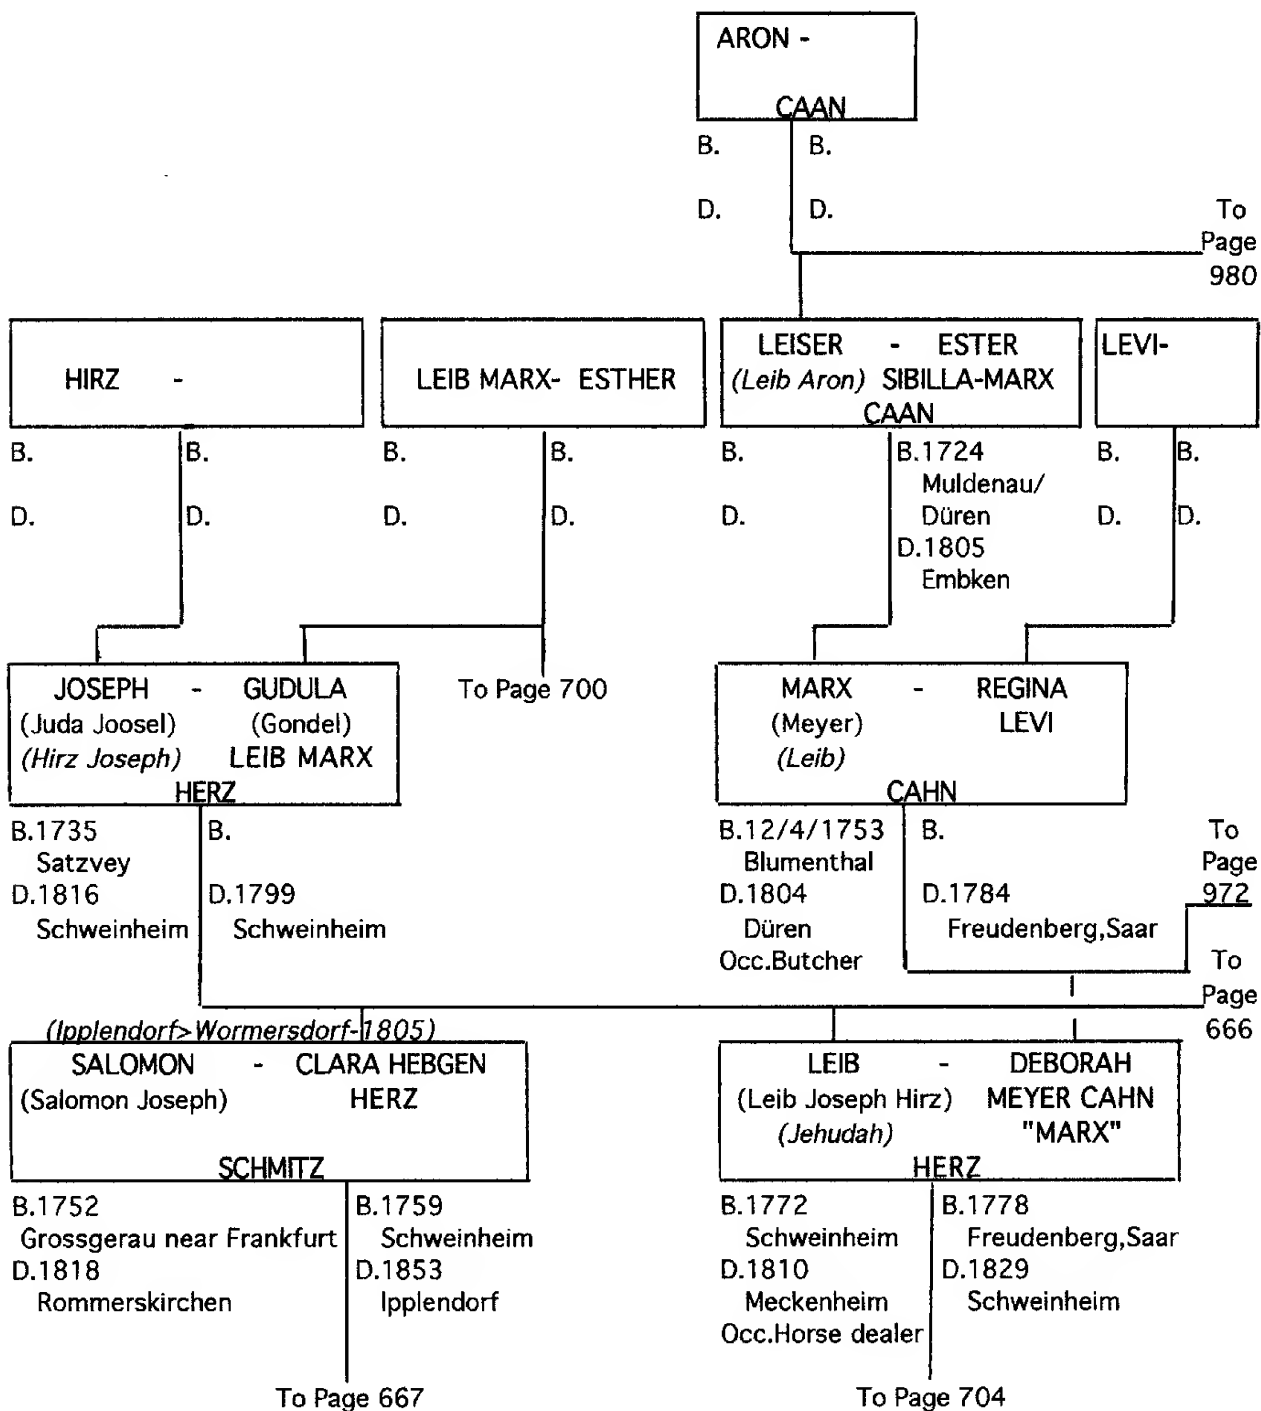 ARON -
CAAN
B. B.
D. D.
To
Page
980
HIRZ -
B. B.
D. D.
LEIB MARX- ESTHER
B. B.
D. D.
LEISER - ESTER
(Leib Aron) SIBILLA-MARX
CAAN
B. B.1724
Muldenau/
D. Düren
D.1805
Embken
LEVI-
B. B.
D. D.
JOSEPH - GUDULA
(Juda Joosel) (Gondel)
(Hirz Joseph) LEIB MARX
HERZ
B.1735 B.
Satzvey
D.1816 D.1799
Schweinheim Schweinheim
To Page 700
MARX - REGINA
(Meyer) LEVI
(Leib)
CAHN
B.12/4/1753 B.
Blumenthal
D.1804 D.1784
Düren Freudenberg,Saar
Occ.Butcher
To
Page
972
To
Page
666
(Ipplendorf>Wormersdorf-1805)
SALOMON - CLARA HEBGEN
(Salomon Joseph) HERZ
SCHMITZ
B.1752 B.1759
Grossgerau near Frankfurt Schweinheim
D.1818 D.1853
Rommerskirchen Ipplendorf
To Page 667
LEIB - DEBORAH
(Leib Joseph Hirz) MEYER CAHN
(Jehudah) "MARX"
HERZ
B.1772 B.1778
Schweinheim Freudenberg,Saar
D.1810 D.1829
Meckenheim Schweinheim
Occ.Horse dealer
To Page 704